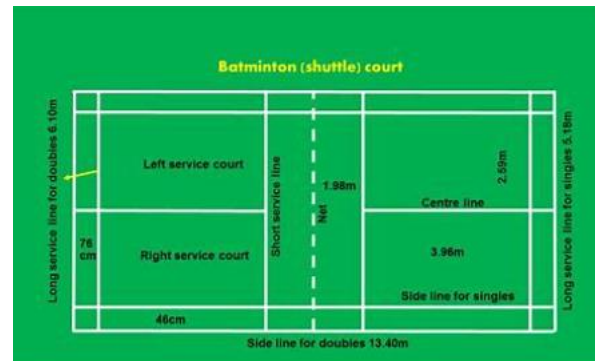 Batminton (shuttle) court
Long service line for doubles 6.10m
Left service court
Short service line
1.98m
Net
2.59m
Centre line
Long service line for singles 5.18m
76
cm
Right service court
3.96m
Side line for singles
46cm
Side line for doubles 13.40m